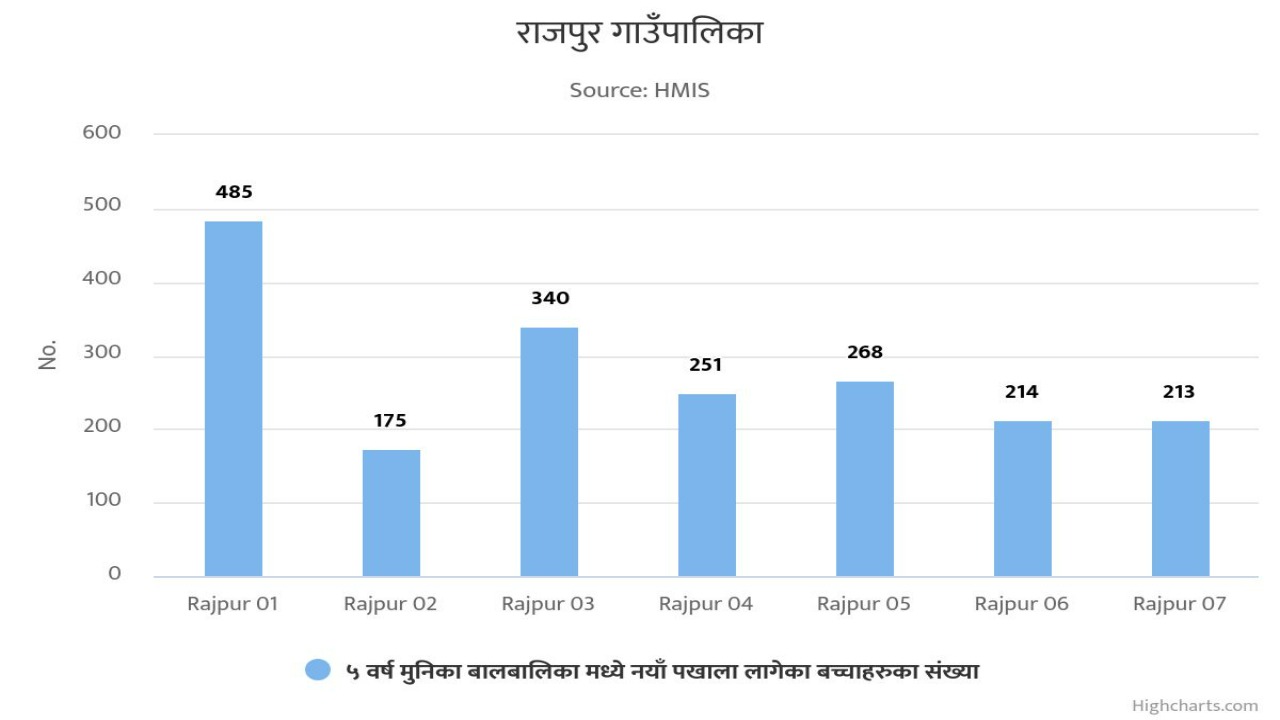 राजपुर गाउँपालिका
Source: HMIS
600
500
400
300
200
100
0
No.
485
175
340
251
268
214
213
Rajpur 01
Rajpur 02
Rajpur 03
Rajpur 04
Rajpur 05
Rajpur 06
Rajpur 07
५ वर्ष मुनिका बालबालिका मध्ये नयाँ पखाला लागेका बच्चाहरुका संख्या
Highcharts.com